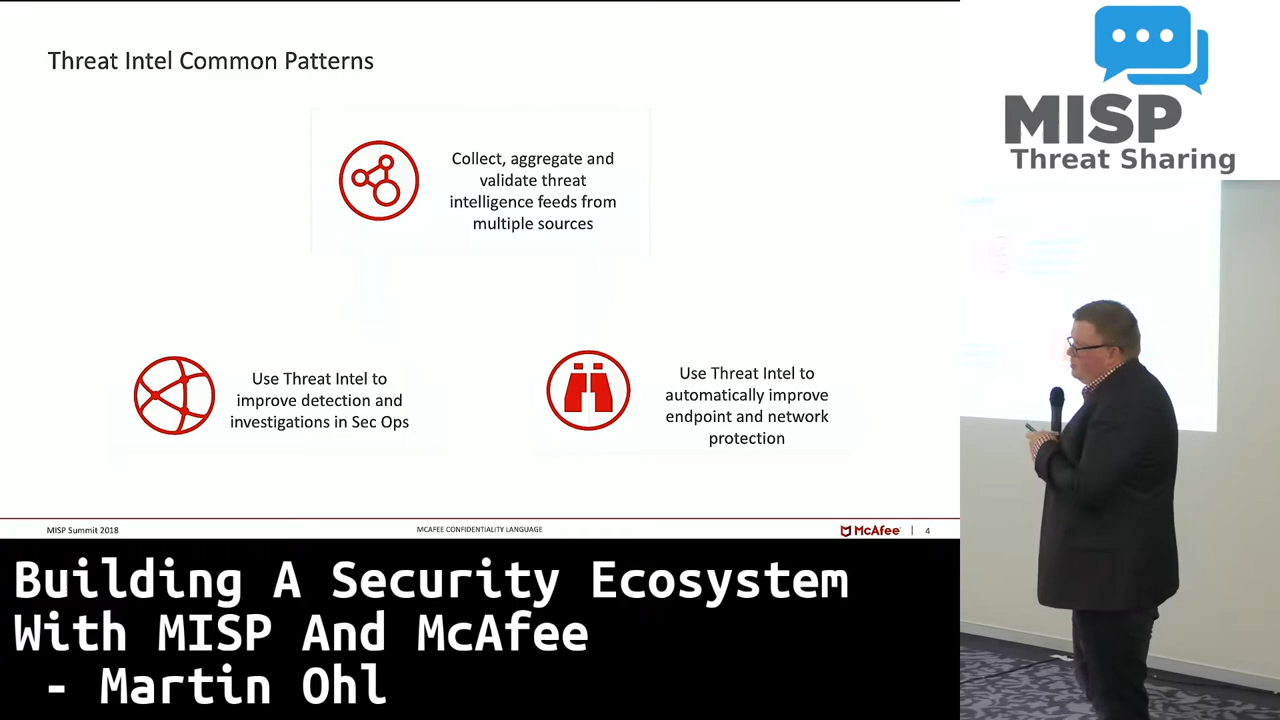 Threat Intel Common Patterns
Collect, aggregate and
validate threat
intelligence feeds from
multiple sources
Use Threat Intel to
improve detection and
investigations in Sec Ops
Use Threat Intel to
automatically improve
endpoint and network
protection
MISP Summit 2018
MCAFEE CONFIDENTIALITY LANGUAGE
McAfee | 4
MISP
Threat Sharing
Building A Security Ecosystem
With MISP And McAfee
- Martin Ohl